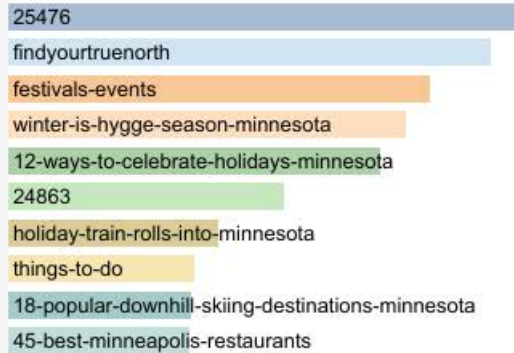 25476
findyourtruenorth
festivals-events
winter-is-hygge-season-minnesota
12-ways-to-celebrate-holidays-minnesota
24863
holiday-train-rolls-into-minnesota
things-to-do
18-popular-downhill-skiing-destinations-minnesota
45-best-minneapolis-restaurants